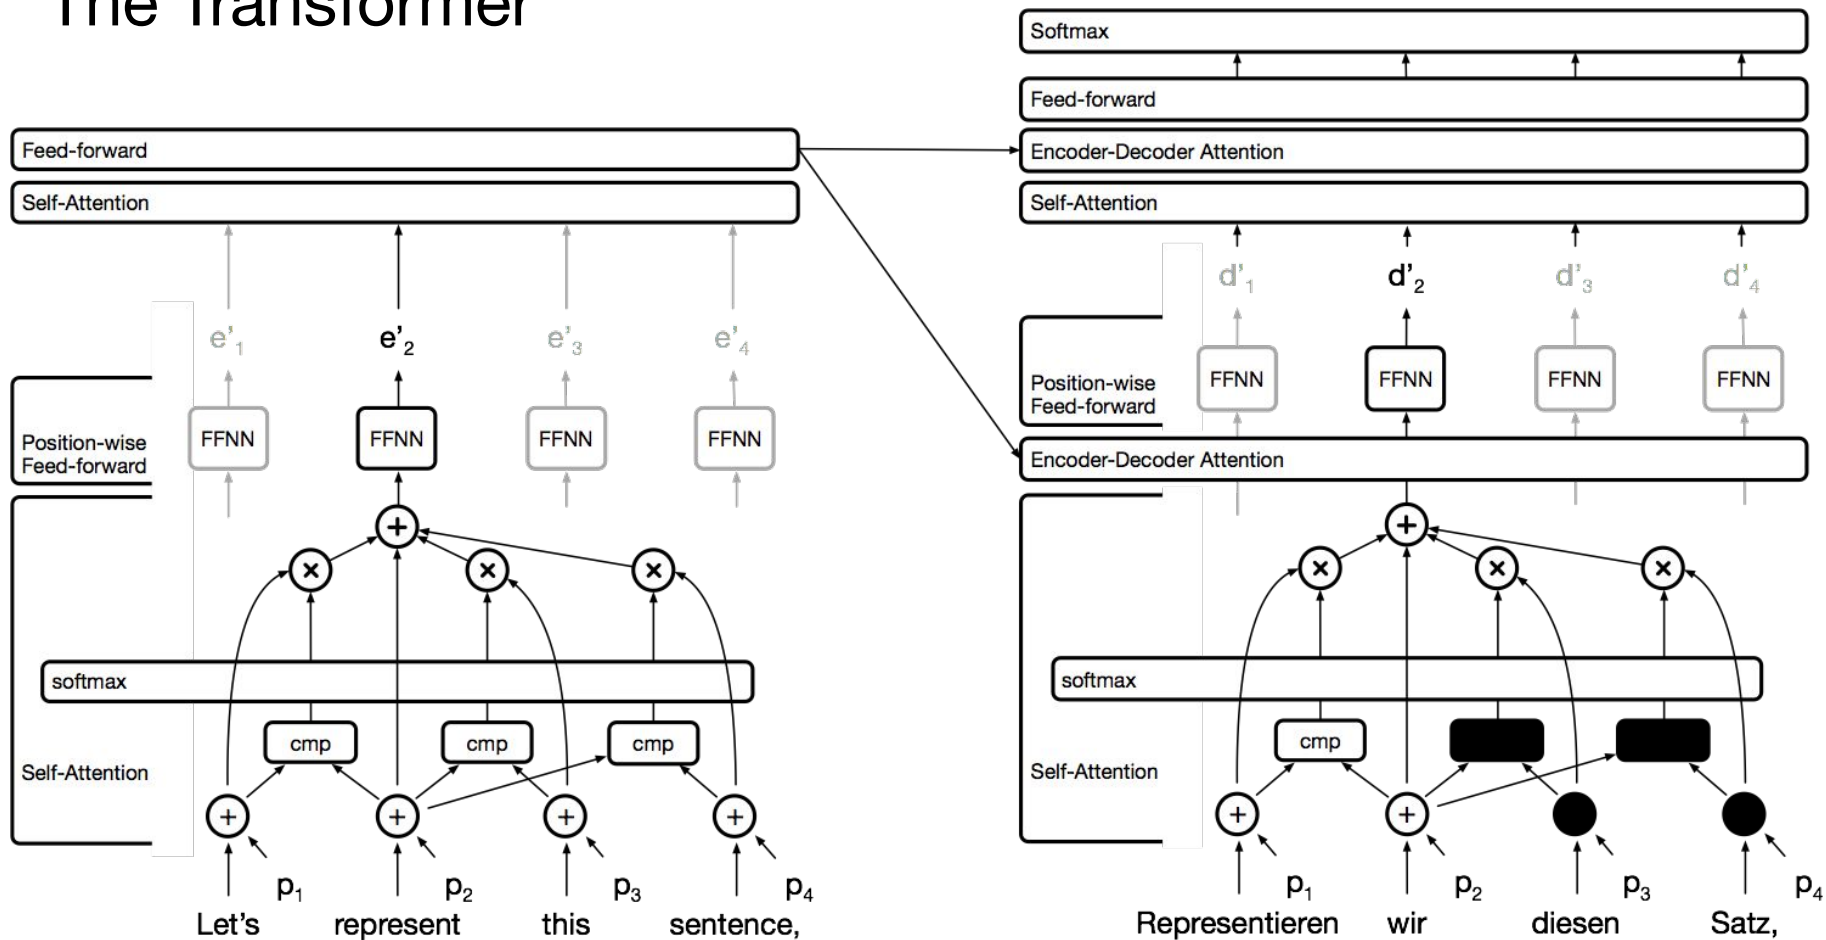 The Transformer
Feed-forward
Self-Attention
e'1 e'2 e'3 e'4
Position-wise
Feed-forward
FFNN FFNN FFNN FFNN
+
× × ×
softmax
cmp cmp cmp
Self-Attention
+ + + +
p1 p2 p3 p4
Let's represent this sentence,
Softmax
Feed-forward
Encoder-Decoder Attention
Self-Attention
d'1 d'2 d'3 d'4
Position-wise
Feed-forward
FFNN FFNN FFNN FFNN
Encoder-Decoder Attention
+
× × ×
softmax
cmp
Self-Attention
+ +
p1 p2 p3 p4
Representieren wir diesen Satz,